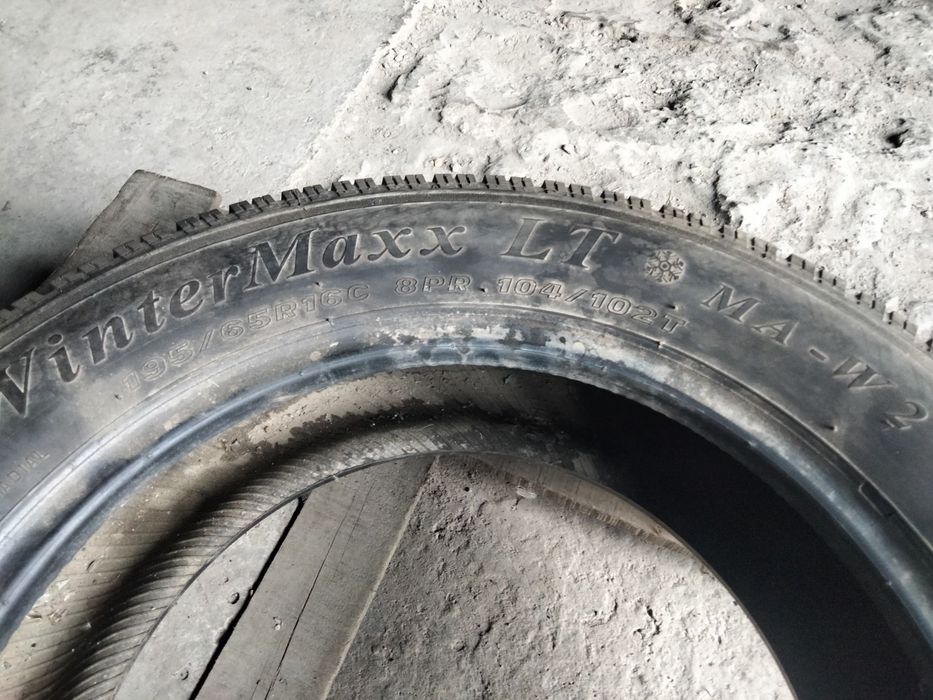 WinterMaxx LT MA-W2
195/65R16C 8PR 104/102T